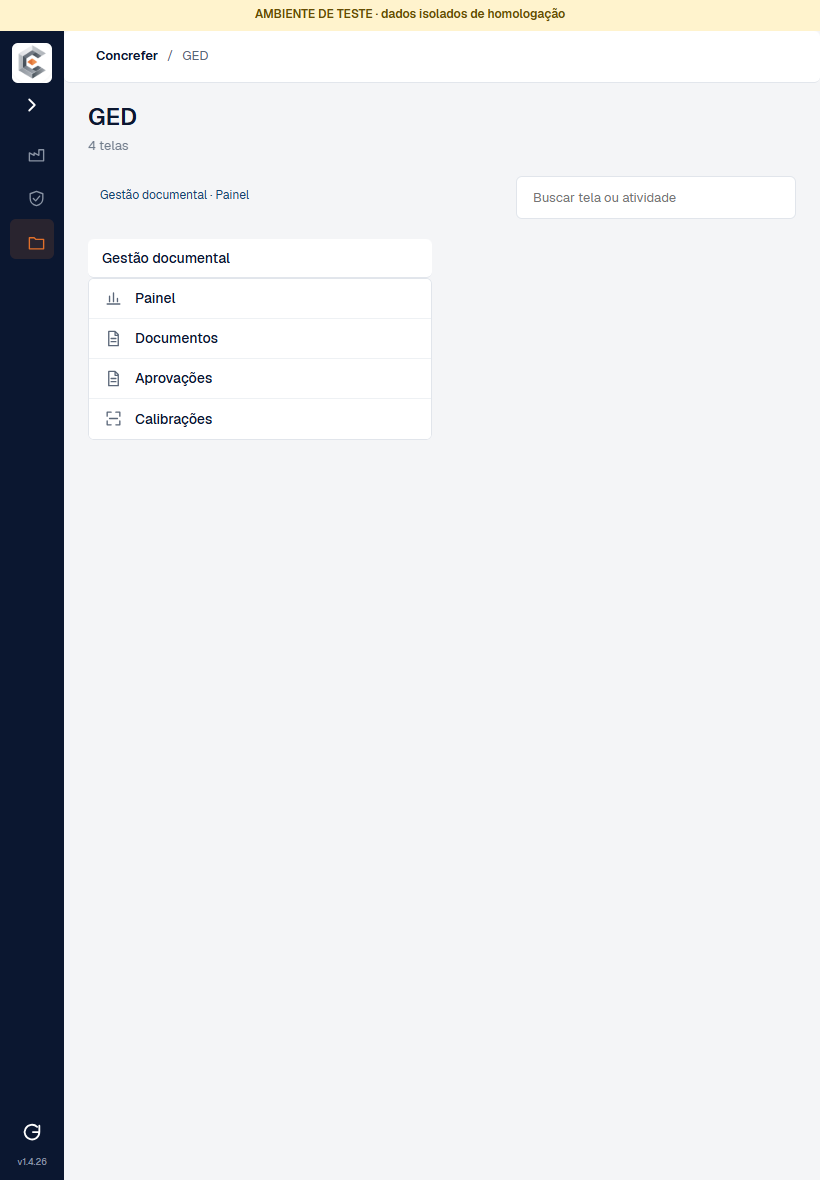 AMBIENTE DE TESTE · dados isolados de homologação
Concrefer / GED
GED
4 telas
Gestão documental · Painel
Buscar tela ou atividade
Gestão documental
Painel
Documentos
Aprovações
Calibrações
v1.4.26